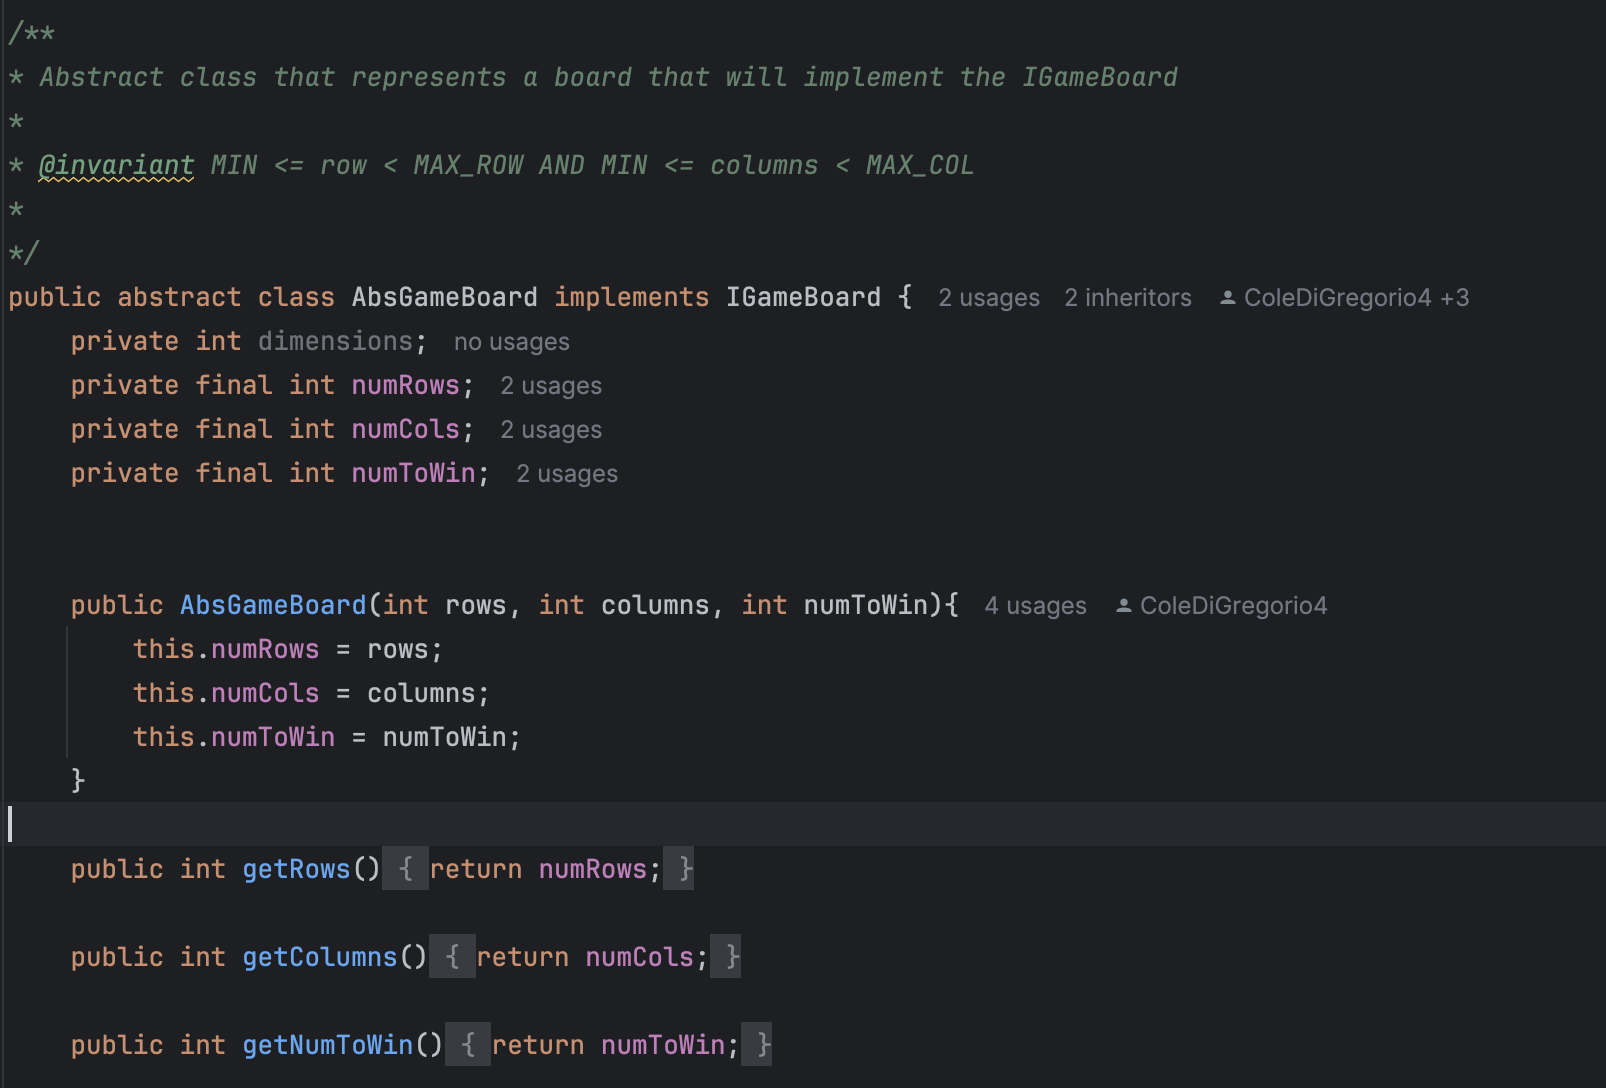 /**
* Abstract class that represents a board that will implement the IGameBoard
*
* @invariant MIN <= row < MAX_ROW AND MIN <= columns < MAX_COL
*
*/
public abstract class AbsGameBoard implements IGameBoard { 2 usages 2 inheritors ColeDiGregorio4 +3
private int dimensions; no usages
private final int numRows; 2 usages
private final int numCols; 2 usages
private final int numToWin; 2 usages
public AbsGameBoard(int rows, int columns, int numToWin){ 4 usages ColeDiGregorio4
this.numRows = rows;
this.numCols = columns;
this.numToWin = numToWin;
}
public int getRows() { return numRows; }
public int getColumns() { return numCols; }
public int getNumToWin() { return numToWin; }